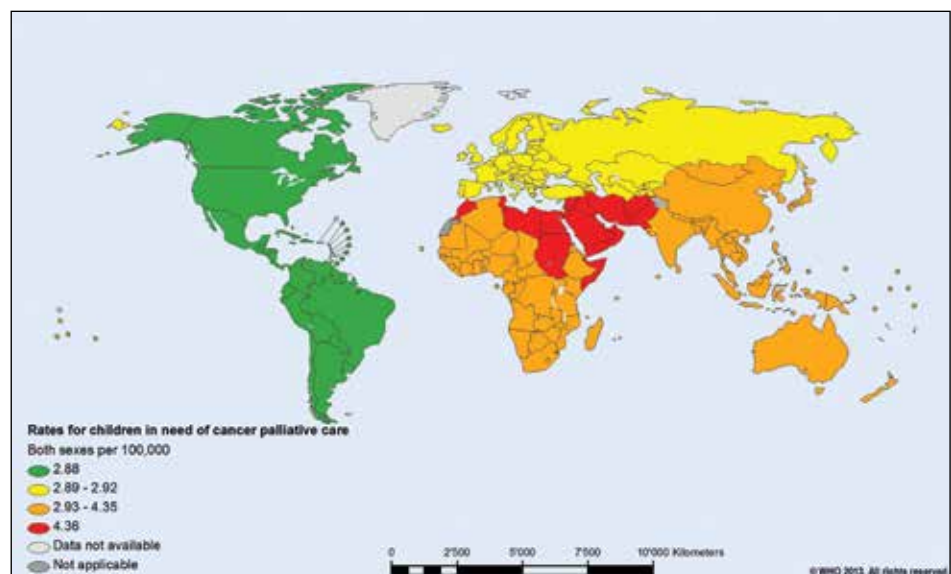 Rates for children in need of cancer palliative care
Both sexes per 100,000
2.88
2.89 - 2.92
2.93 - 4.35
4.36
Data not available
Not applicable
0 2'500 5'000 7'500 10'000 Kilometers
© WHO 2013. All rights reserved